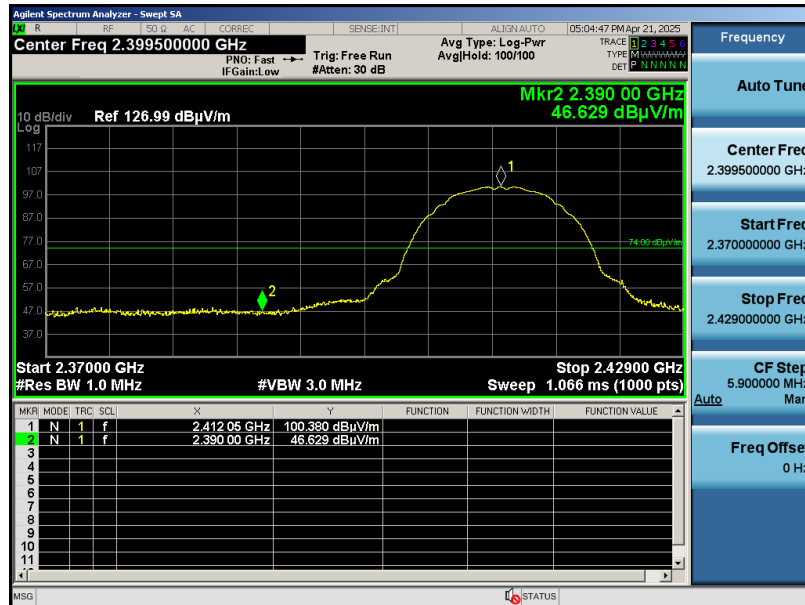 Agilent Spectrum Analyzer - Swept SA
LXI R RF 50 Ω AC CORREC SENSE:INT ALIGN AUTO 05:04:47 PM Apr 21, 2025
Center Freq 2.399500000 GHz
PNO: Fast
IFGain:Low
Trig: Free Run
#Atten: 30 dB
Avg Type: Log-Pwr
Avg|Hold: 100/100
TRACE 1 2 3 4 5 6
TYPE M WWWWW
DET P N N N N N
Mkr2 2.390 00 GHz
46.629 dBµV/m
10 dB/div Ref 126.99 dBµV/m
Log
117
107
97.0
87.0
77.0
67.0
57.0
47.0
37.0
1
2
74.00 dBµV/m
Start 2.37000 GHz Stop 2.42900 GHz
#Res BW 1.0 MHz #VBW 3.0 MHz Sweep 1.066 ms (1000 pts)
MKR MODE TRC SCL X Y FUNCTION FUNCTION WIDTH FUNCTION VALUE
1 N 1 f 2.412 05 GHz 100.380 dBµV/m
2 N 1 f 2.390 00 GHz 46.629 dBµV/m
3
4
5
6
7
8
9
10
11
MSG STATUS
Frequency
Auto Tune
Center Freq
2.399500000 GHz
Start Freq
2.370000000 GHz
Stop Freq
2.429000000 GHz
CF Step
5.900000 MHz
Auto Man
Freq Offset
0 Hz